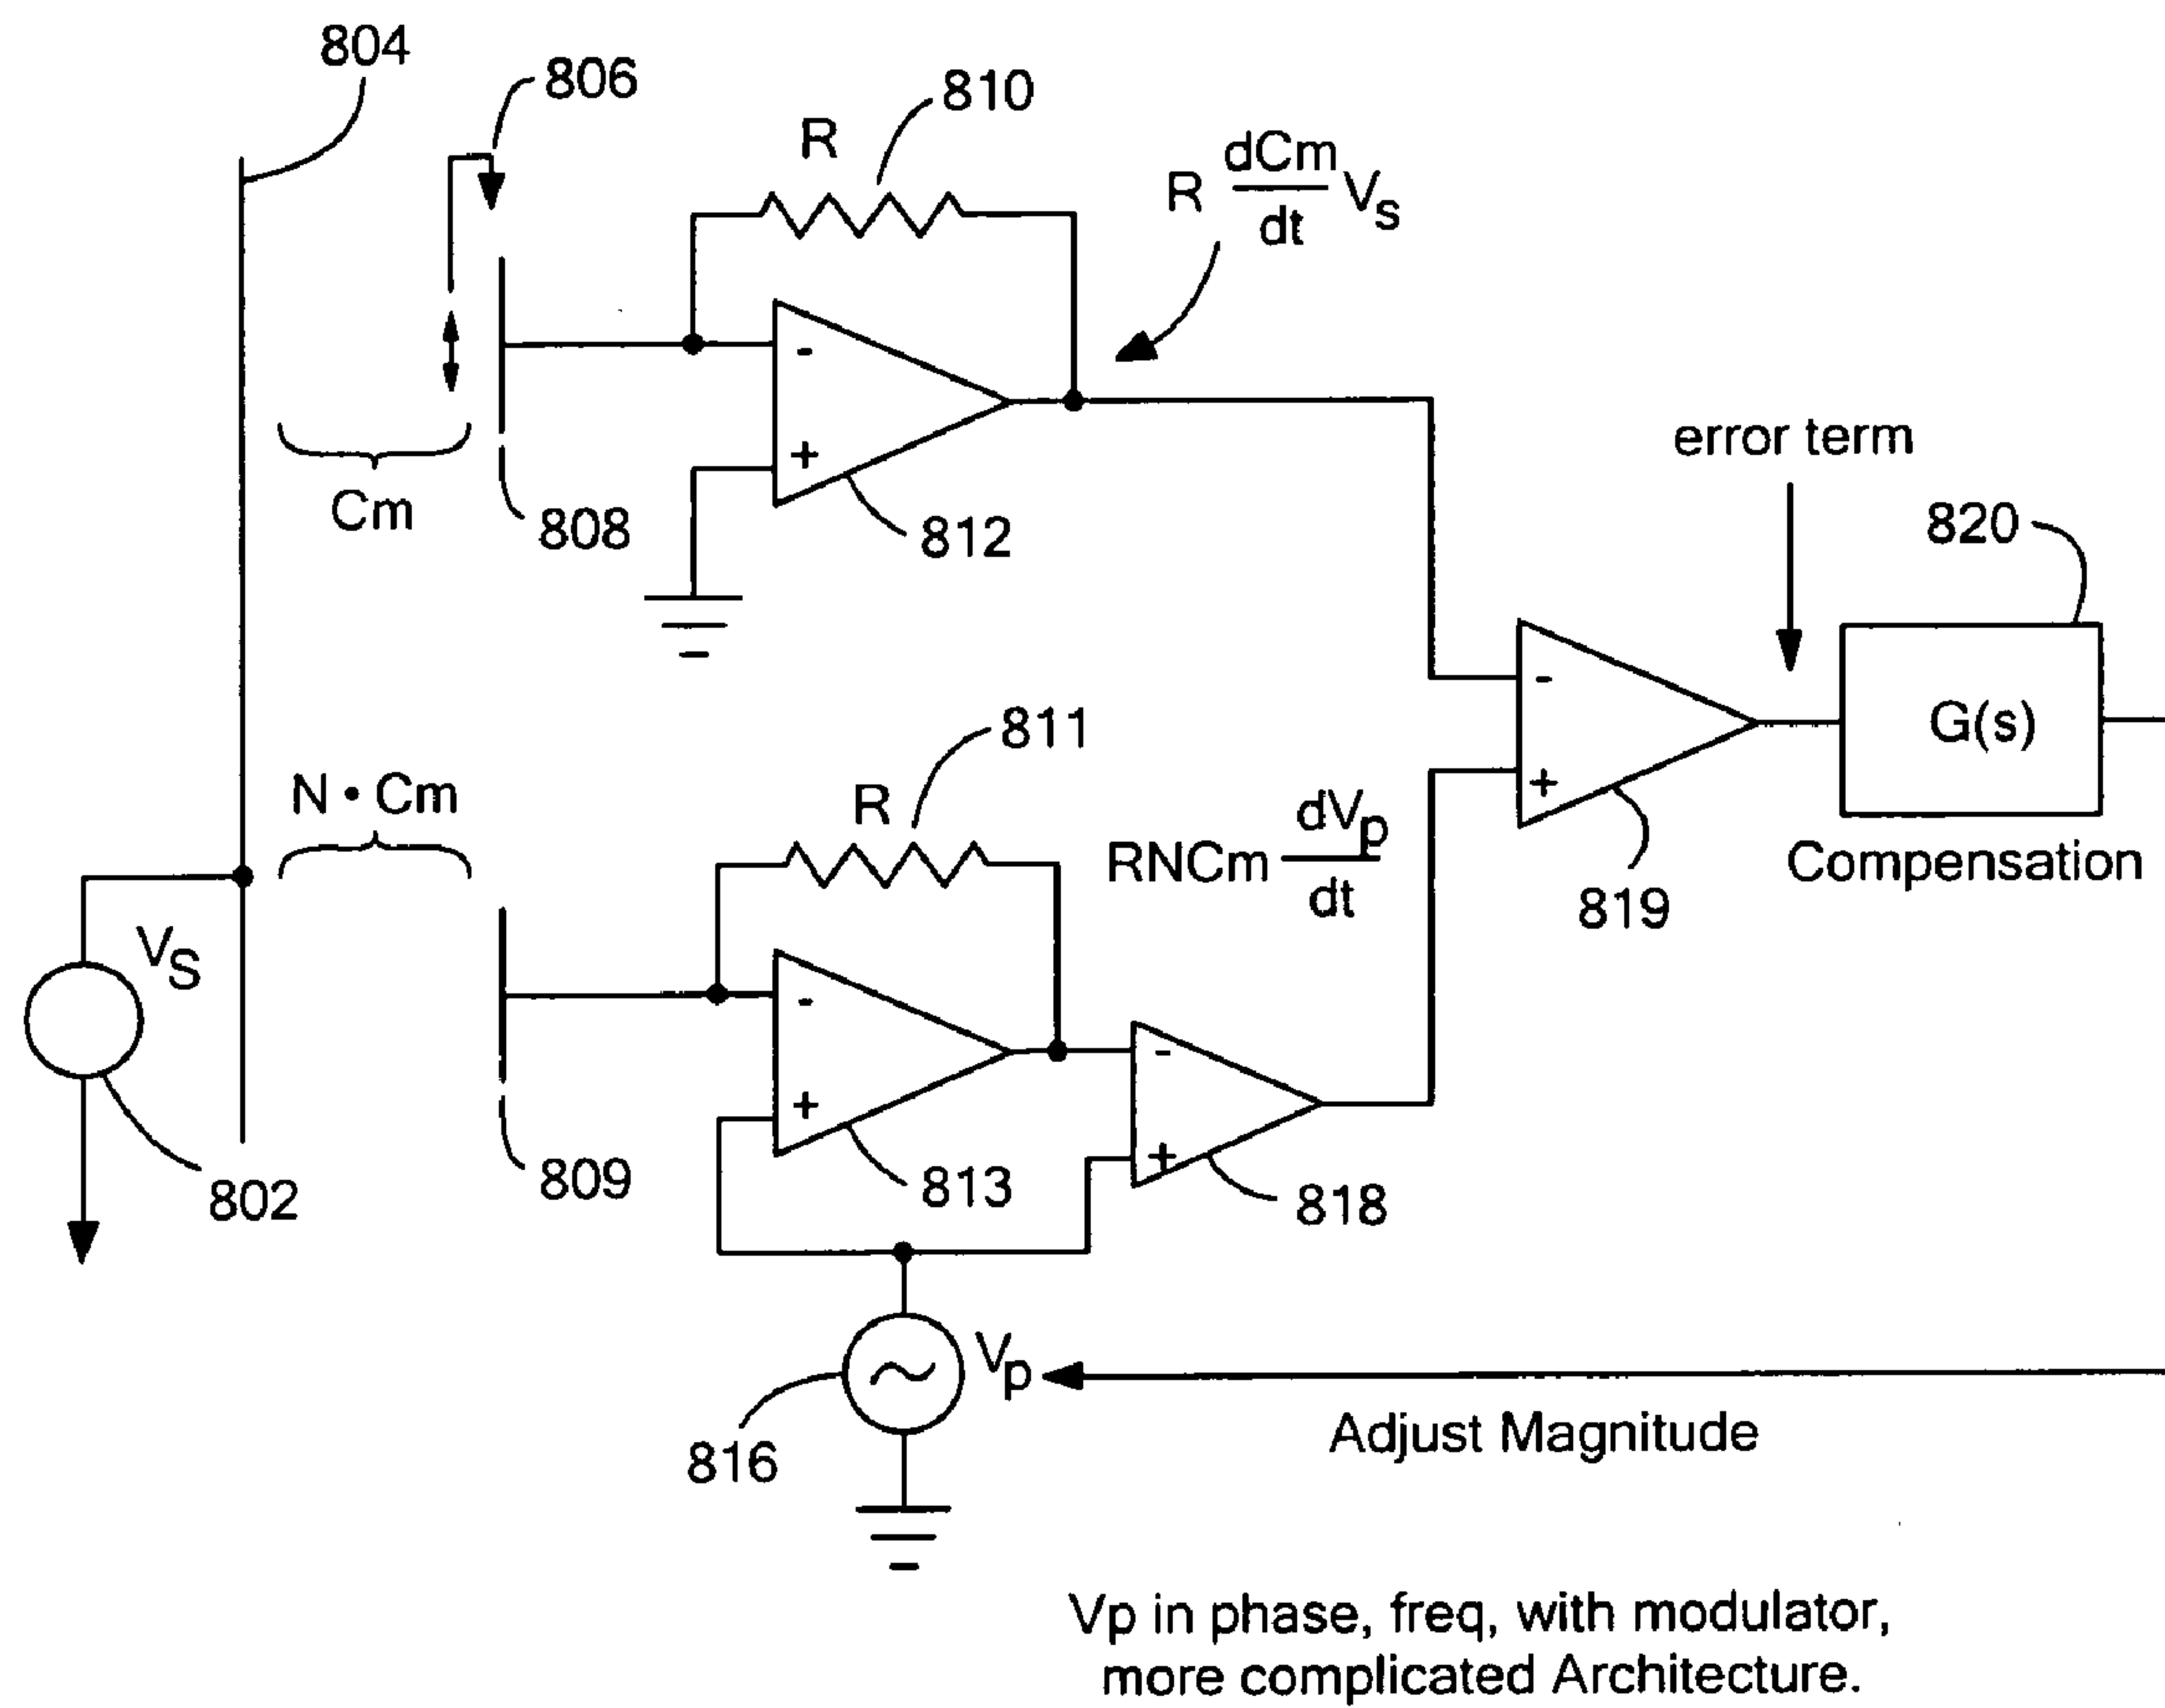 804
806
R
810
R dCm/dt Vs
-
+
Cm
808
812
error term
820
-
+
G(s)
Compensation
819
N • Cm
R
811
RNCm dVp/dt
VS
-
+
-
+
802
809
813
818
Vp
816
Adjust Magnitude
Vp in phase, freq, with modulator,
more complicated Architecture.